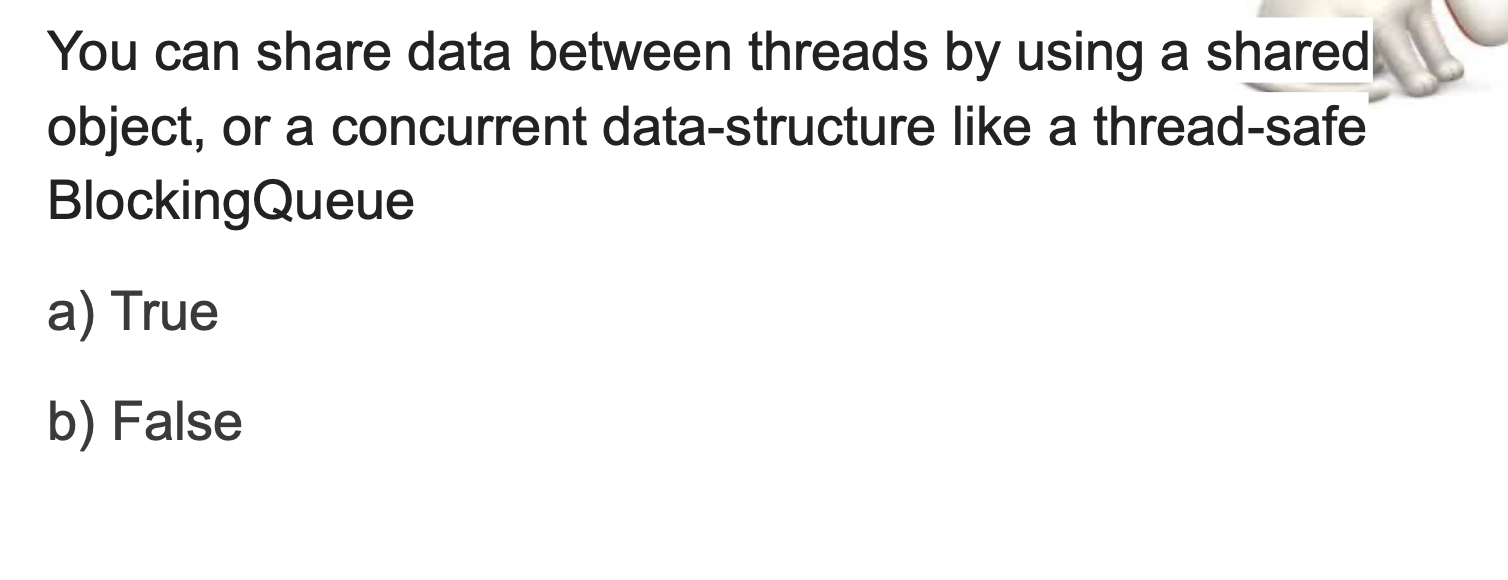 You can share data between threads by using a shared
object, or a concurrent data-structure like a thread-safe
BlockingQueue
a) True
b) False